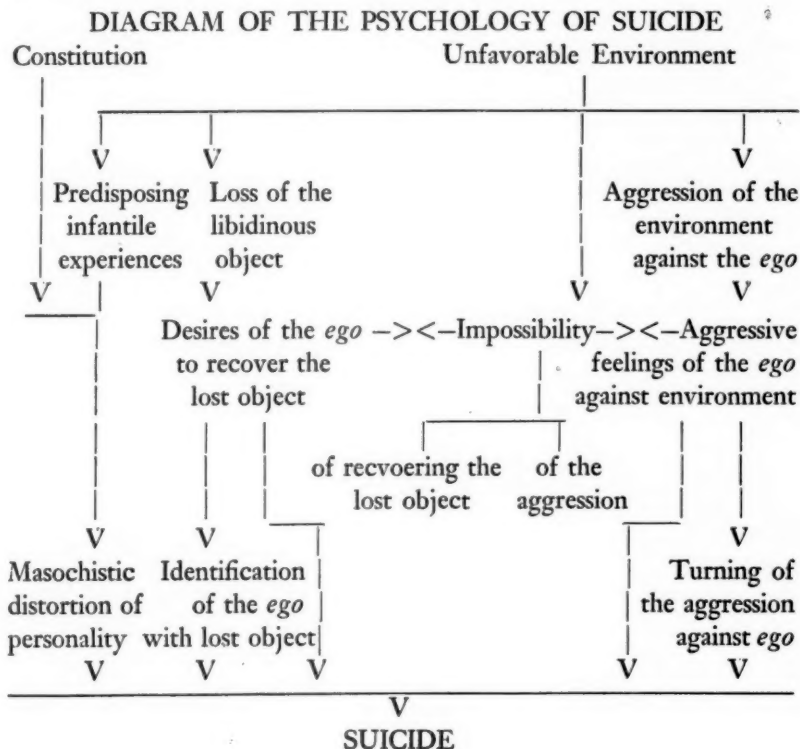 DIAGRAM OF THE PSYCHOLOGY OF SUICIDE
Constitution Unfavorable Environment
Predisposing Loss of the Aggression of the
infantile libidinous environment
experiences object against the ego
Desires of the ego —><—Impossibility—><—Aggressive
to recover the feelings of the ego
lost object against environment
of recvoering the of the
lost object aggression
Masochistic Identification Turning of
distortion of of the ego the aggression
personality with lost object against ego
SUICIDE